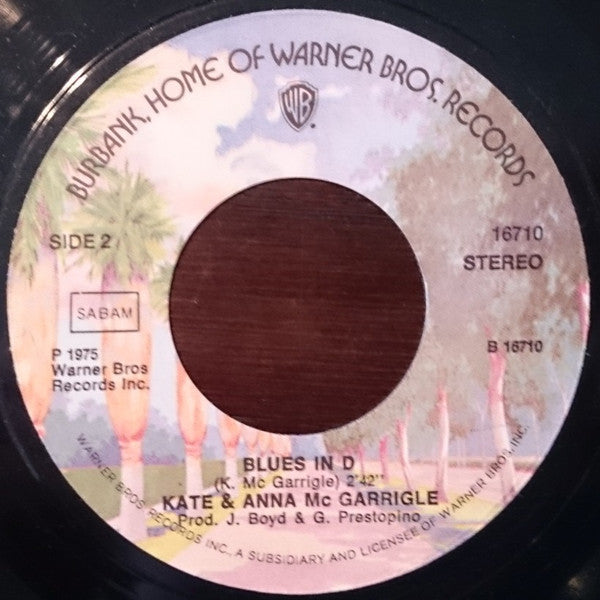 BURBANK, HOME OF WARNER BROS. RECORDS
WB
SIDE 2
16710
STEREO
SABAM
P 1975
Warner Bros
Records Inc.
B 16710
BLUES IN D
(K. Mc Garrigle) 2'42"
KATE & ANNA Mc GARRIGLE
Prod. J. Boyd & G. Prestopino
WARNER BROS. RECORDS INC., A SUBSIDIARY AND LICENSEE OF WARNER BROS., INC.